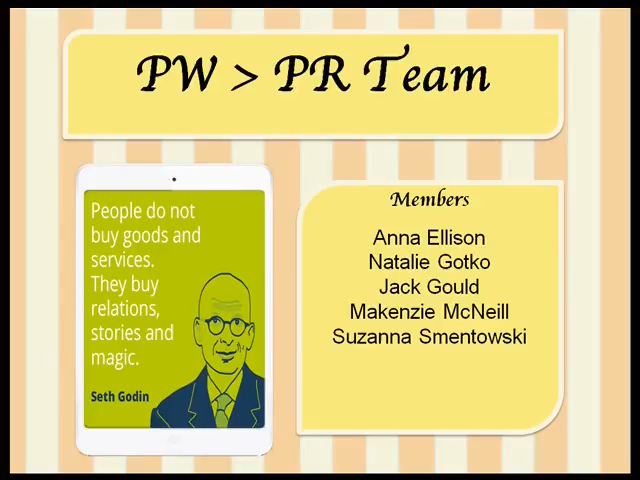 PW > PR Team
People do not
buy goods and
services.
They buy
relations,
stories and
magic.
Seth Godin
Members
Anna Ellison
Natalie Gotko
Jack Gould
Makenzie McNeill
Suzanna Smentowski